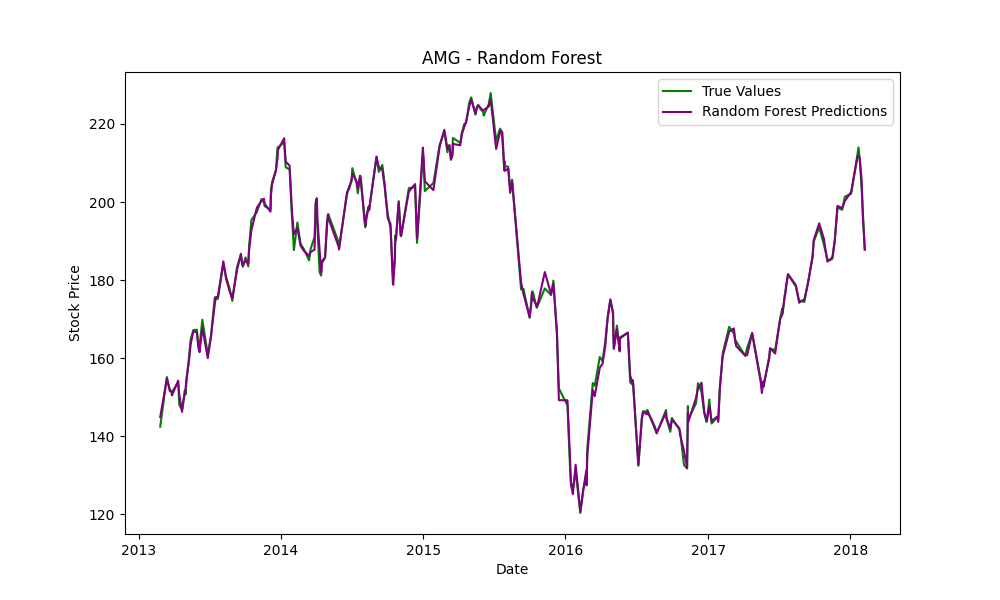 AMG - Random Forest
True Values
Random Forest Predictions
Stock Price
220
200
180
160
140
120
2013
2014
2015
2016
2017
2018
Date